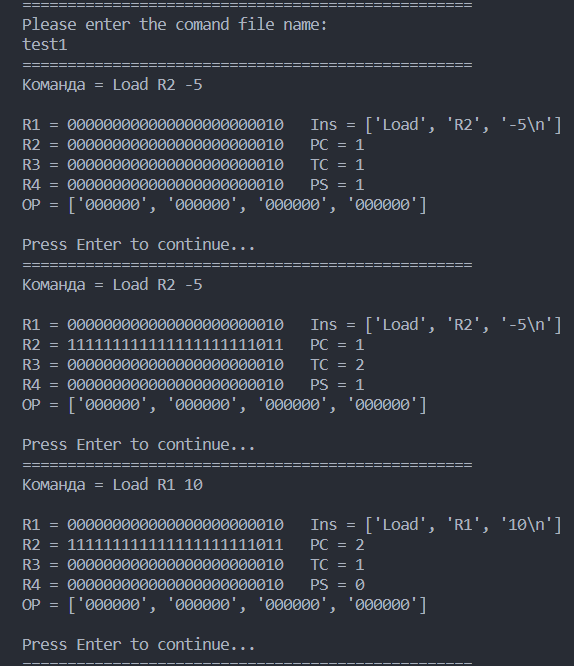 ==================================================
Please enter the comand file name:
test1
==================================================
Команда = Load R2 -5
R1 = 000000000000000000000010   Ins = ['Load', 'R2', '-5\n']
R2 = 000000000000000000000010   PC = 1
R3 = 000000000000000000000010   TC = 1
R4 = 000000000000000000000010   PS = 1
OP = ['000000', '000000', '000000', '000000']
Press Enter to continue...
==================================================
Команда = Load R2 -5
R1 = 000000000000000000000010   Ins = ['Load', 'R2', '-5\n']
R2 = 111111111111111111111011   PC = 1
R3 = 000000000000000000000010   TC = 2
R4 = 000000000000000000000010   PS = 1
OP = ['000000', '000000', '000000', '000000']
Press Enter to continue...
==================================================
Команда = Load R1 10
R1 = 000000000000000000000010   Ins = ['Load', 'R1', '10\n']
R2 = 111111111111111111111011   PC = 2
R3 = 000000000000000000000010   TC = 1
R4 = 000000000000000000000010   PS = 0
OP = ['000000', '000000', '000000', '000000']
Press Enter to continue...
==================================================